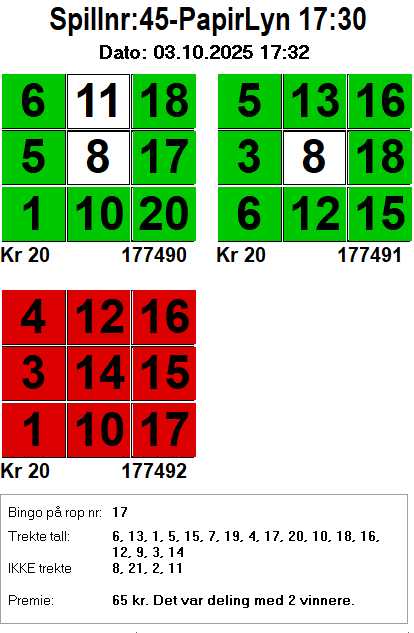 Spillnr:45-PapirLyn 17:30
Dato: 03.10.2025 17:32
6 11 18 5 13 16
5 8 17 3 8 18
1 10 20 6 12 15
Kr 20 177490 Kr 20 177491
4 12 16
3 14 15
1 10 17
Kr 20 177492
Bingo på rop nr: 17
Trekte tall: 6, 13, 1, 5, 15, 7, 19, 4, 17, 20, 10, 18, 16,
12, 9, 3, 14
IKKE trekte 8, 21, 2, 11
Premie: 65 kr. Det var deling med 2 vinnere.